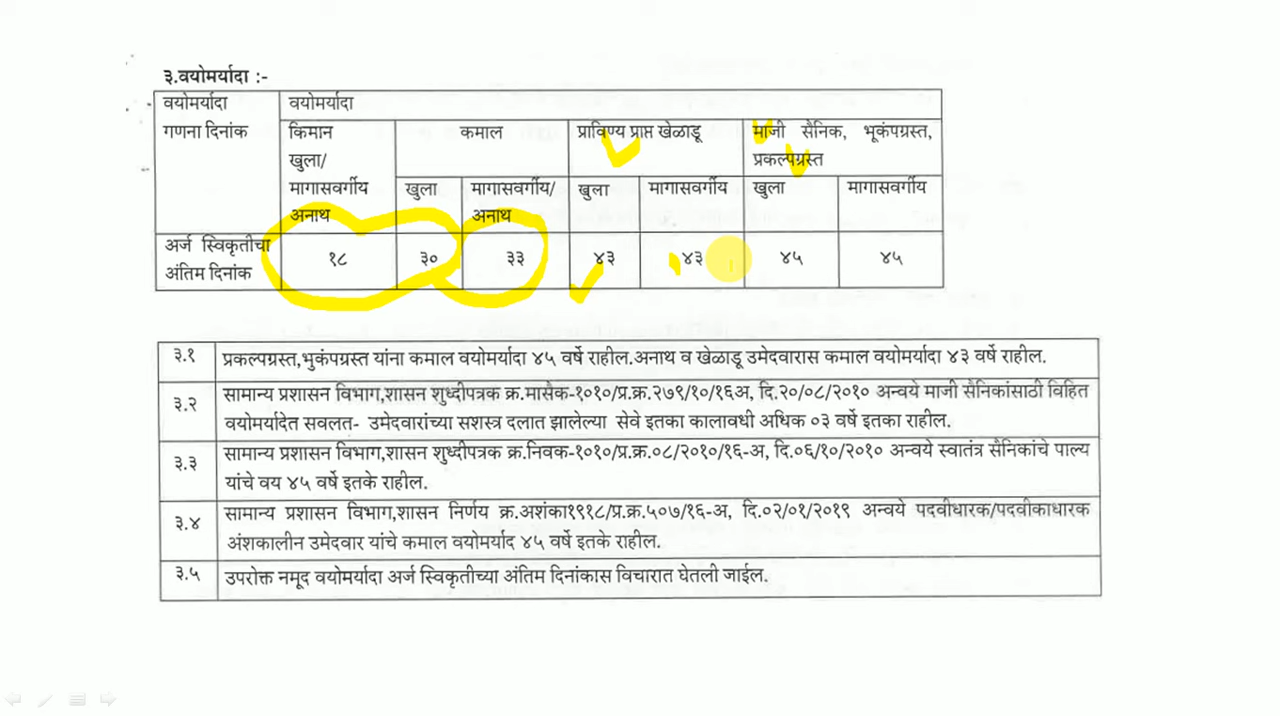 ३.वयोमर्यादा :-
वयोमर्यादा गणना दिनांक
वयोमर्यादा
किमान खुला/ मागासवर्गीय अनाथ
कमाल
प्राविण्य प्राप्त खेळाडू
माजी सैनिक, भूकंपग्रस्त, प्रकल्पग्रस्त
खुला
मागासवर्गीय/ अनाथ
खुला
मागासवर्गीय
खुला
मागासवर्गीय
अर्ज स्विकृतीचा अंतिम दिनांक
१८
३०
३३
४३
४३
४५
४५
३.१ प्रकल्पग्रस्त,भुकंपग्रस्त यांना कमाल वयोमर्यादा ४५ वर्षे राहील.अनाथ व खेळाडू उमेदवारास कमाल वयोमर्यादा ४३ वर्षे राहील.
३.२ सामान्य प्रशासन विभाग,शासन शुध्दीपत्रक क्र.मासैक-१०१०/प्र.क्र.२७९/१०/१६अ, दि.२०/०८/२०१० अन्वये माजी सैनिकांसाठी विहित
वयोमर्यादेत सवलत- उमेदवारांच्या सशस्त्र दलात झालेल्या सेवे इतका कालावधी अधिक ०३ वर्षे इतका राहील.
३.३ सामान्य प्रशासन विभाग,शासन शुध्दीपत्रक क्र.निवक-१०१०/प्र.क्र.०८/२०१०/१६-अ, दि.०६/१०/२०१० अन्वये स्वातंत्र सैनिकांचे पाल्य
यांचे वय ४५ वर्षे इतके राहील.
३.४ सामान्य प्रशासन विभाग,शासन निर्णय क्र.अशंका१९१८/प्र.क्र.५०७/१६-अ, दि.०२/०१/२०१९ अन्वये पदवीधारक/पदवीकाधारक
अंशकालीन उमेदवार यांचे कमाल वयोमर्याद ४५ वर्षे इतके राहील.
३.५ उपरोक्त नमूद वयोमर्यादा अर्ज स्विकृतीच्या अंतिम दिनांकास विचारात घेतली जाईल.